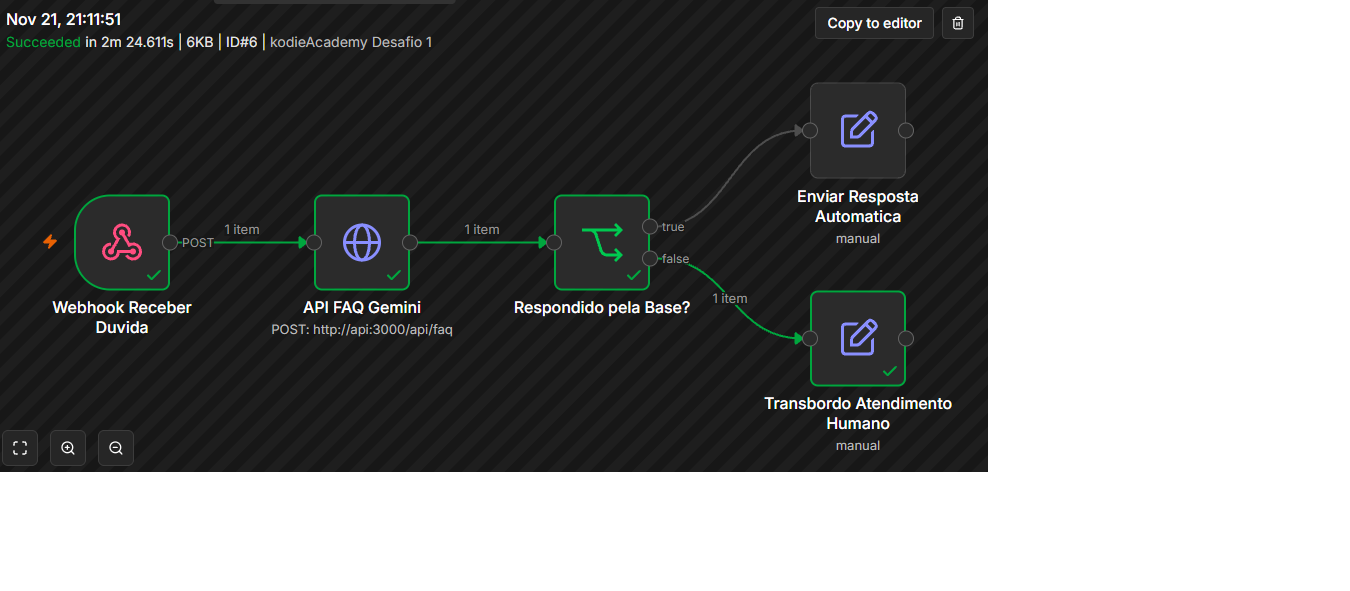 Nov 21, 21:11:51
Succeeded in 2m 24.611s | 6KB | ID#6 | kodieAcademy Desafio 1
Copy to editor
Enviar Resposta
Automatica
manual
POST
1 item
1 item
true
false
1 item
Webhook Receber
Duvida
API FAQ Gemini
POST: http://api:3000/api/faq
Respondido pela Base?
Transbordo Atendimento
Humano
manual